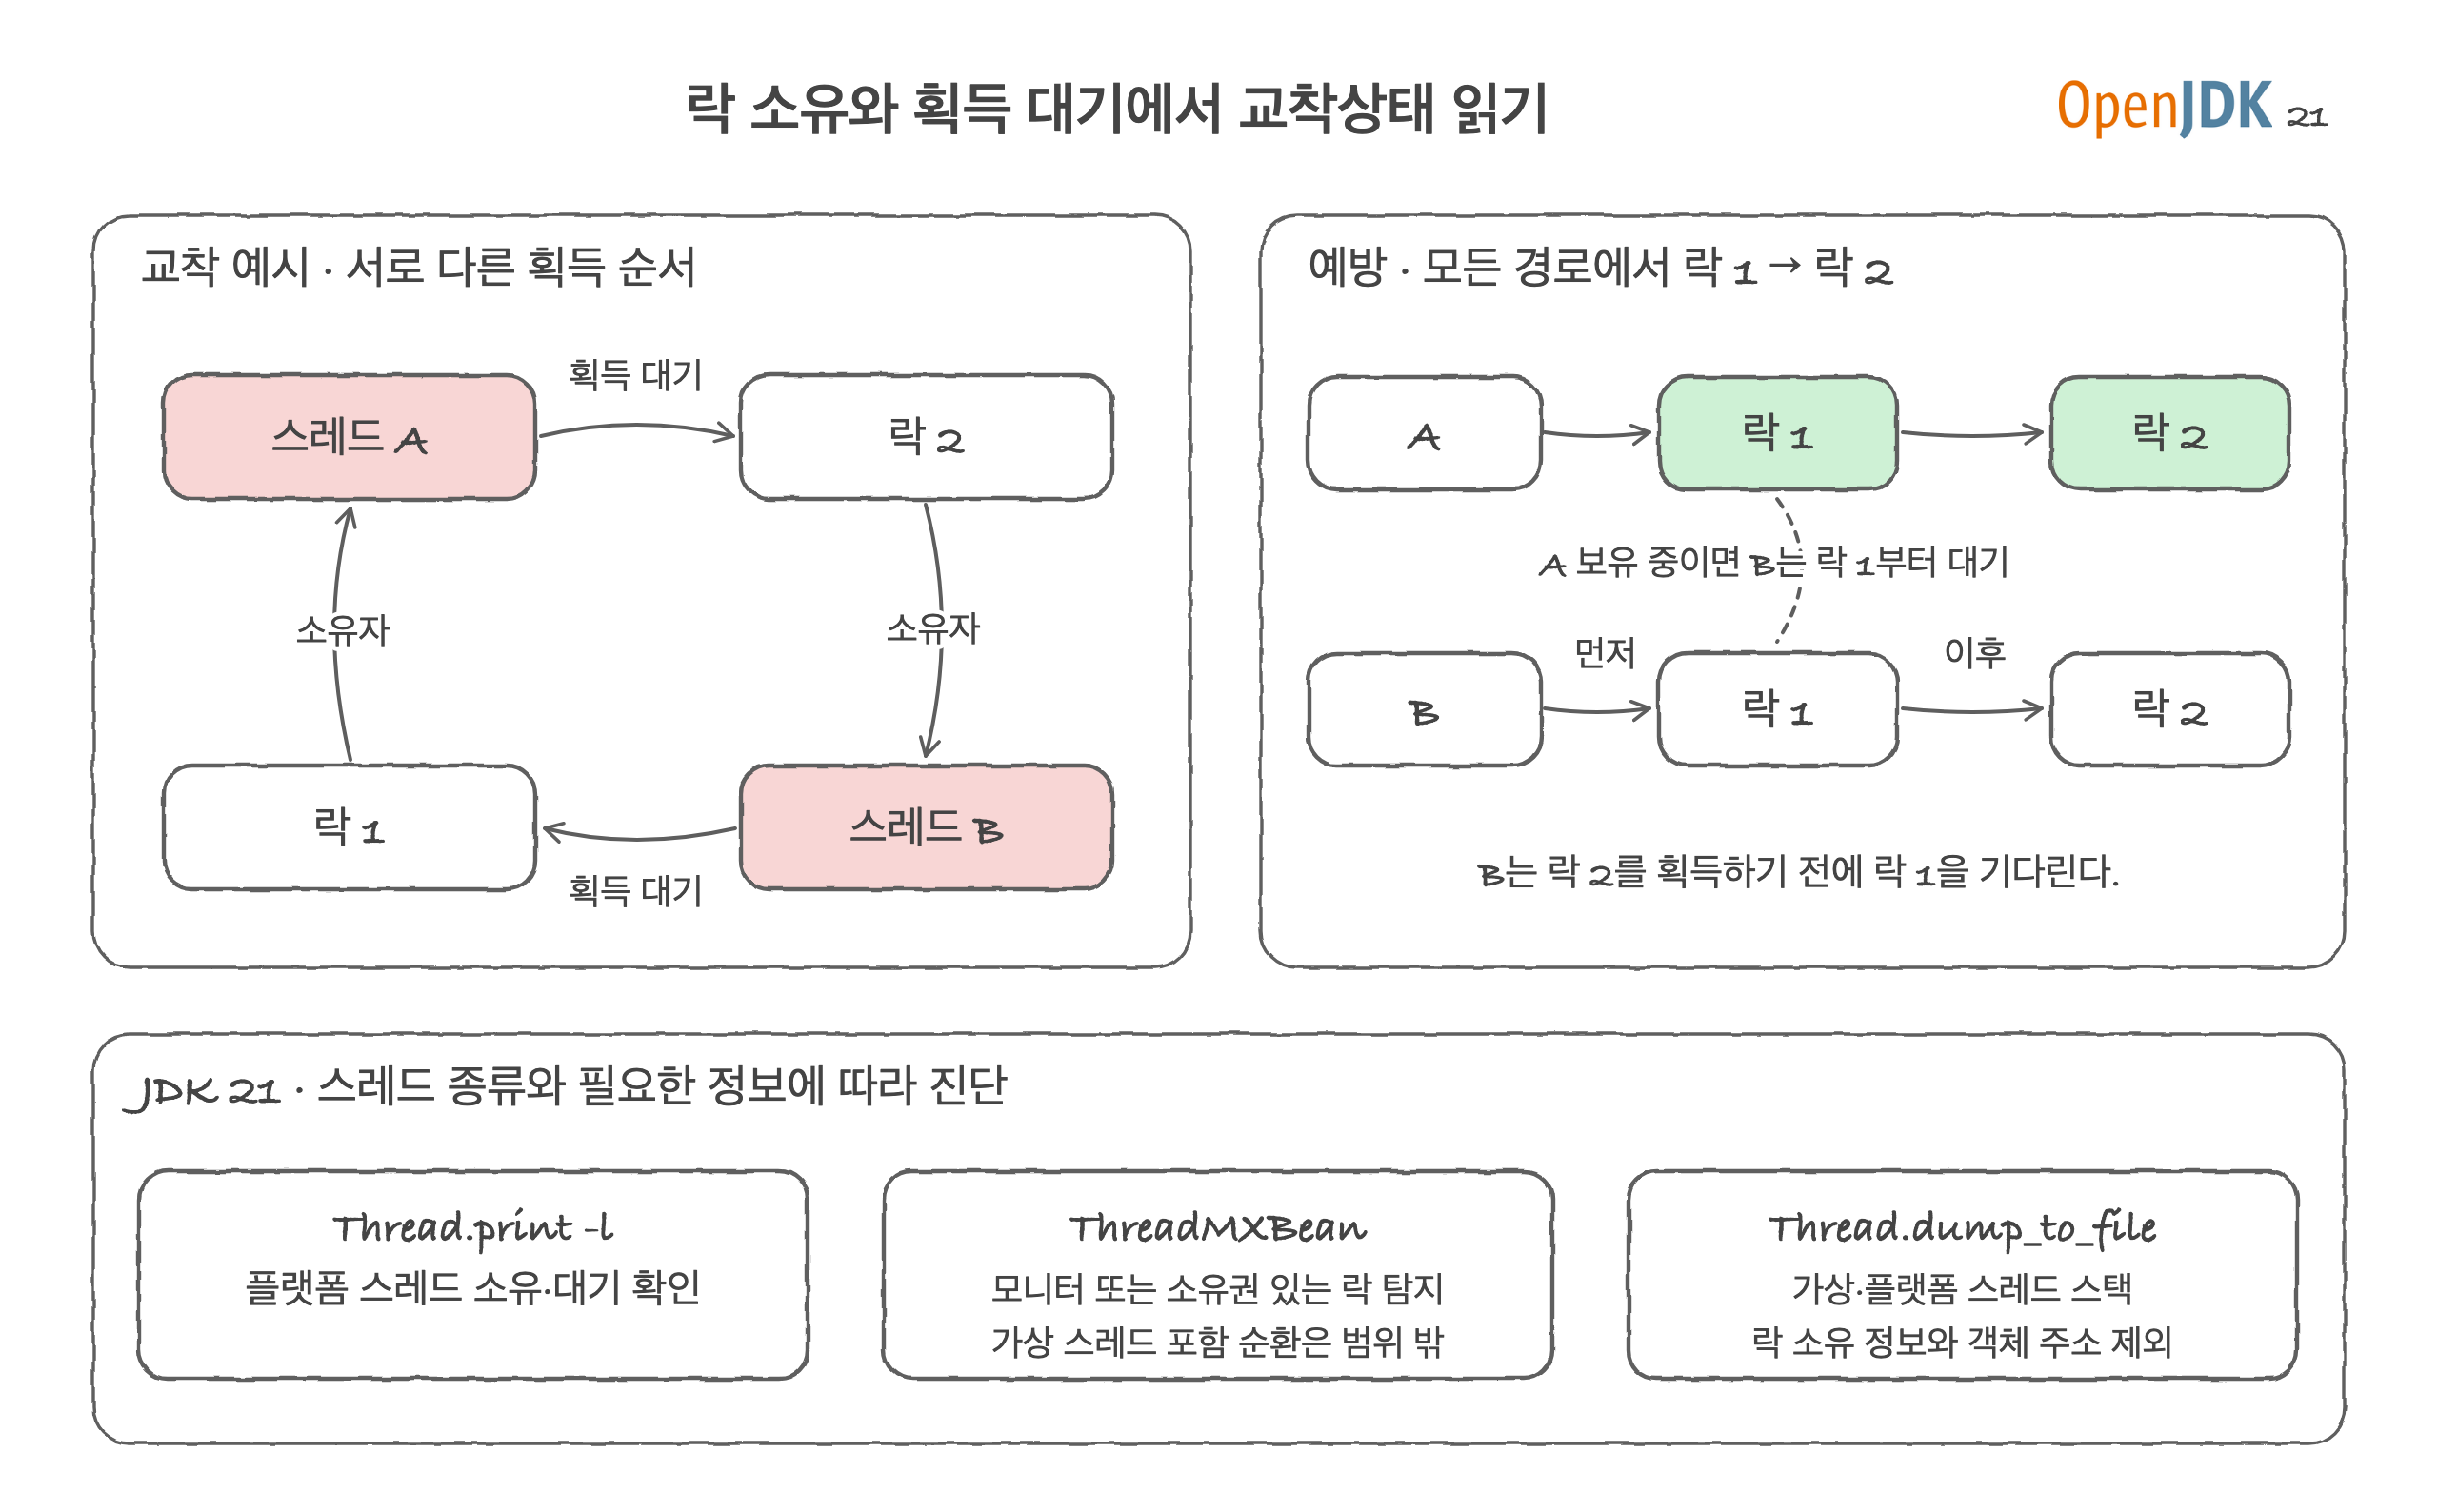 락 소유와 획득 대기에서 교착상태 읽기
OpenJDK 21
교착 예시 · 서로 다른 획득 순서
스레드 A
획득 대기
락 2
소유자
소유자
락 1
획득 대기
스레드 B
예방 · 모든 경로에서 락 1 → 락 2
A
락 1
락 2
A 보유 중이면 B는 락 1부터 대기
먼저
이후
B
락 1
락 2
B는 락 2를 획득하기 전에 락 1을 기다린다.
JDK 21 · 스레드 종류와 필요한 정보에 따라 진단
Thread.print -l
플랫폼 스레드 소유·대기 확인
ThreadMXBean
모니터 또는 소유권 있는 락 탐지
가상 스레드 포함 순환은 범위 밖
Thread.dump_to_file
가상·플랫폼 스레드 스택
락 소유 정보와 객체 주소 제외